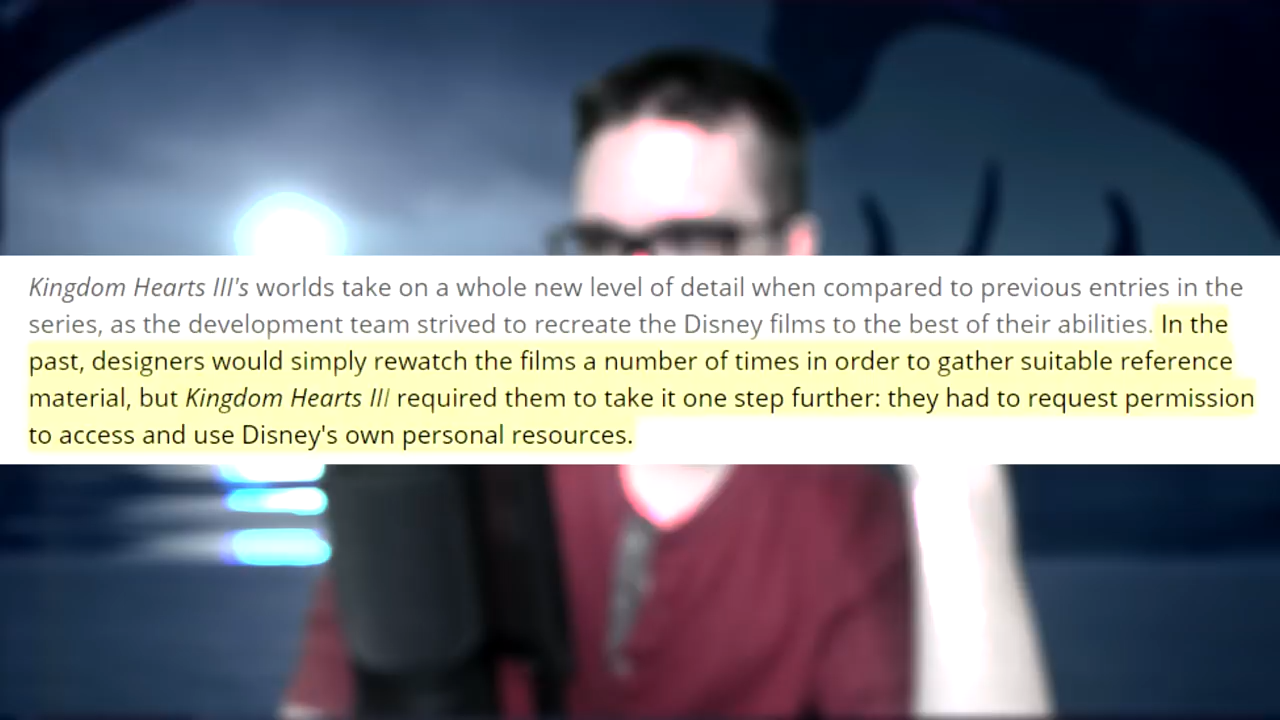 Kingdom Hearts III's worlds take on a whole new level of detail when compared to previous entries in the
series, as the development team strived to recreate the Disney films to the best of their abilities. In the
past, designers would simply rewatch the films a number of times in order to gather suitable reference
material, but Kingdom Hearts III required them to take it one step further: they had to request permission
to access and use Disney's own personal resources.